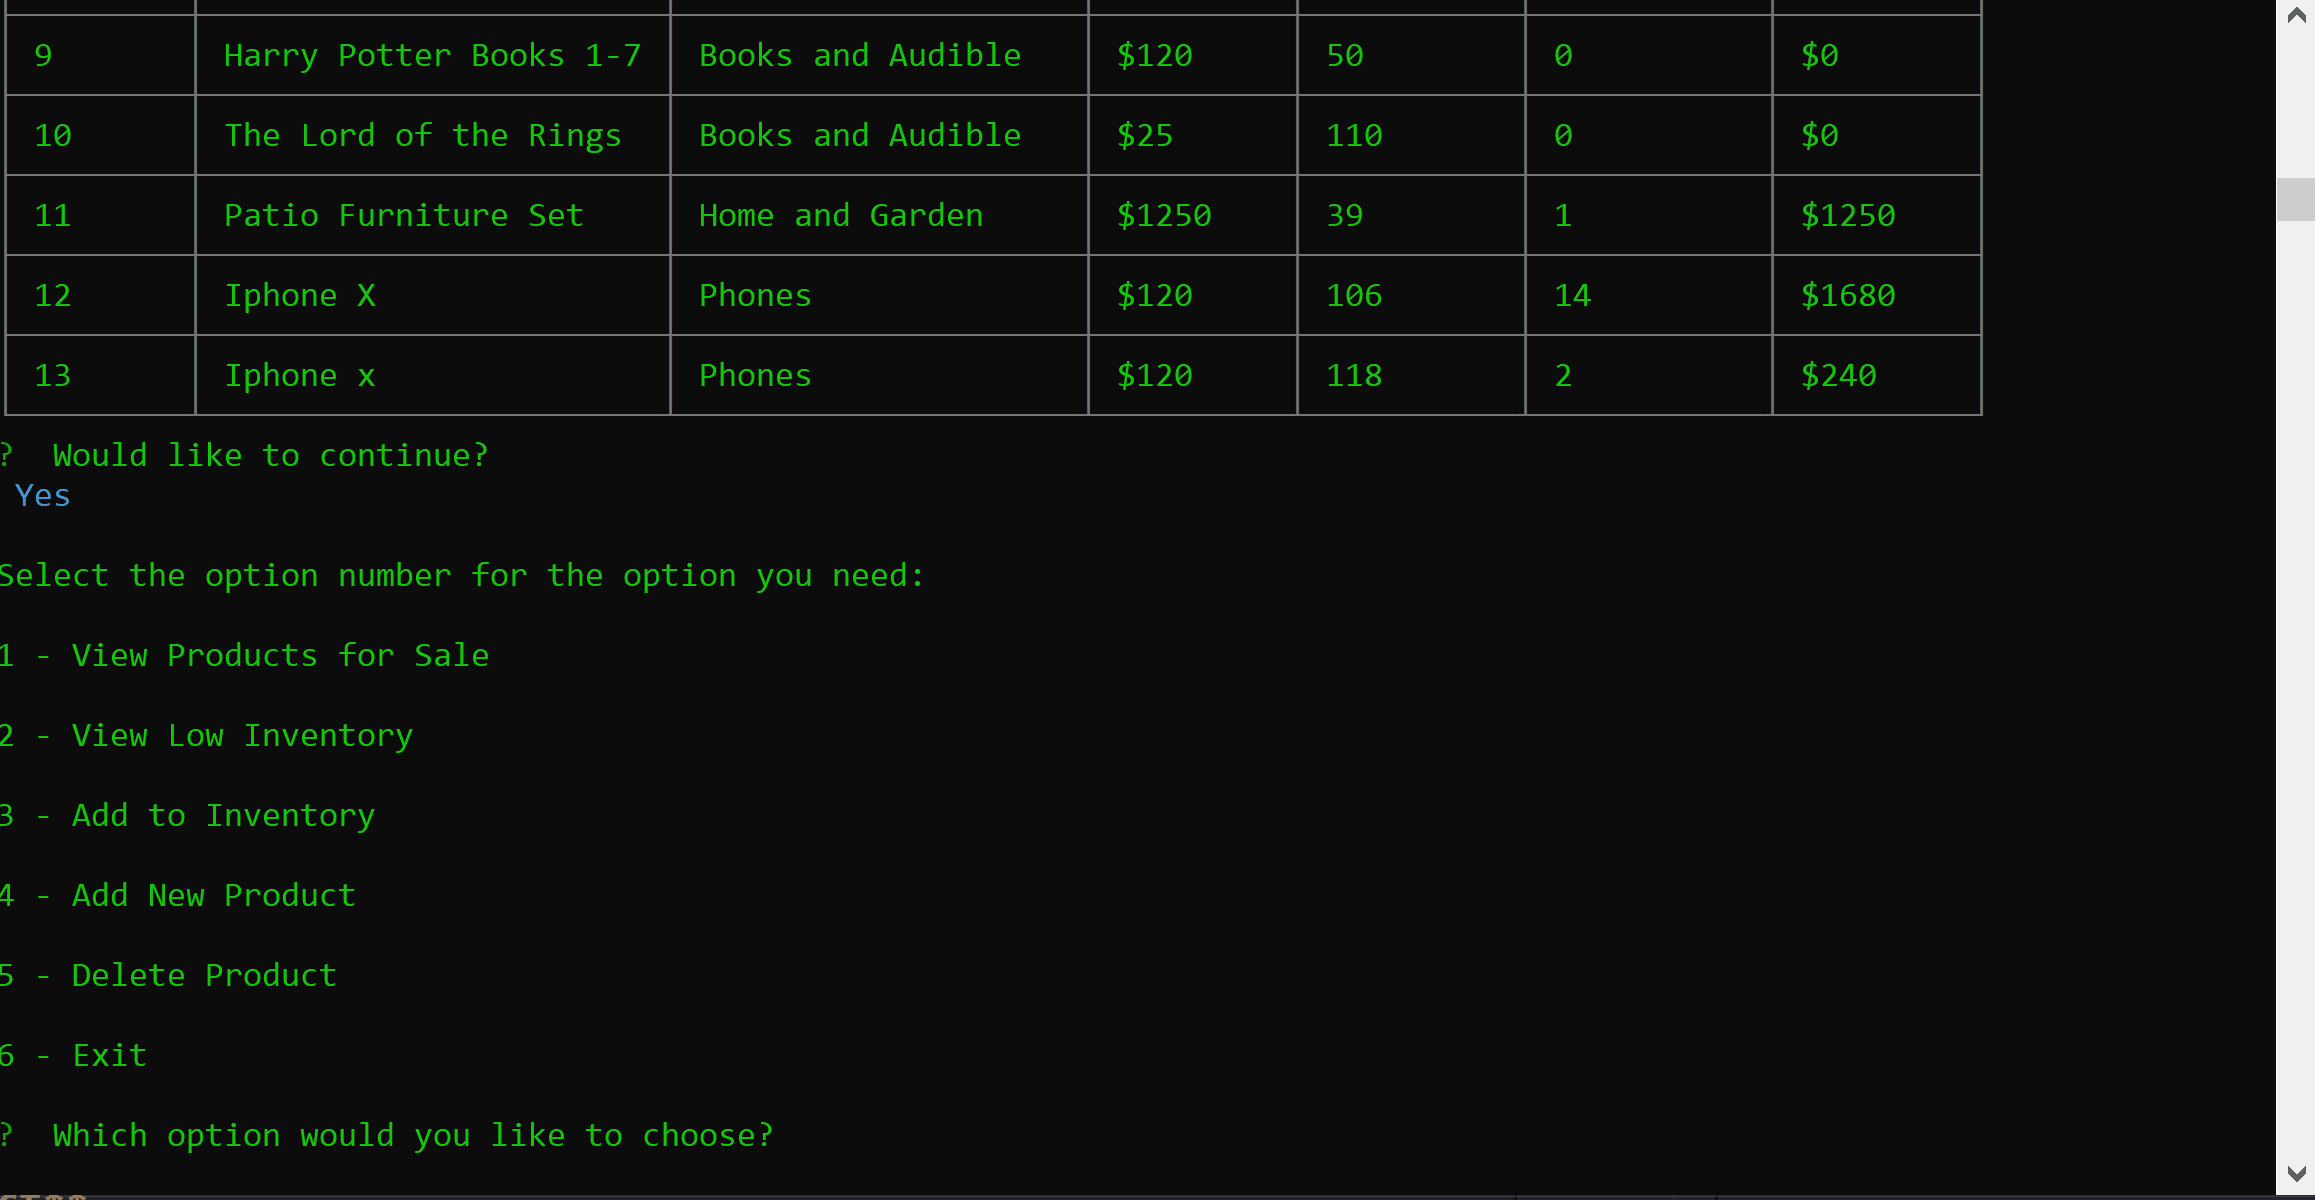 9 Harry Potter Books 1-7 Books and Audible $120 50 0 $0
10 The Lord of the Rings Books and Audible $25 110 0 $0
11 Patio Furniture Set Home and Garden $1250 39 1 $1250
12 Iphone X Phones $120 106 14 $1680
13 Iphone x Phones $120 118 2 $240
? Would like to continue?
Yes
Select the option number for the option you need:
1 - View Products for Sale
2 - View Low Inventory
3 - Add to Inventory
4 - Add New Product
5 - Delete Product
6 - Exit
? Which option would you like to choose?